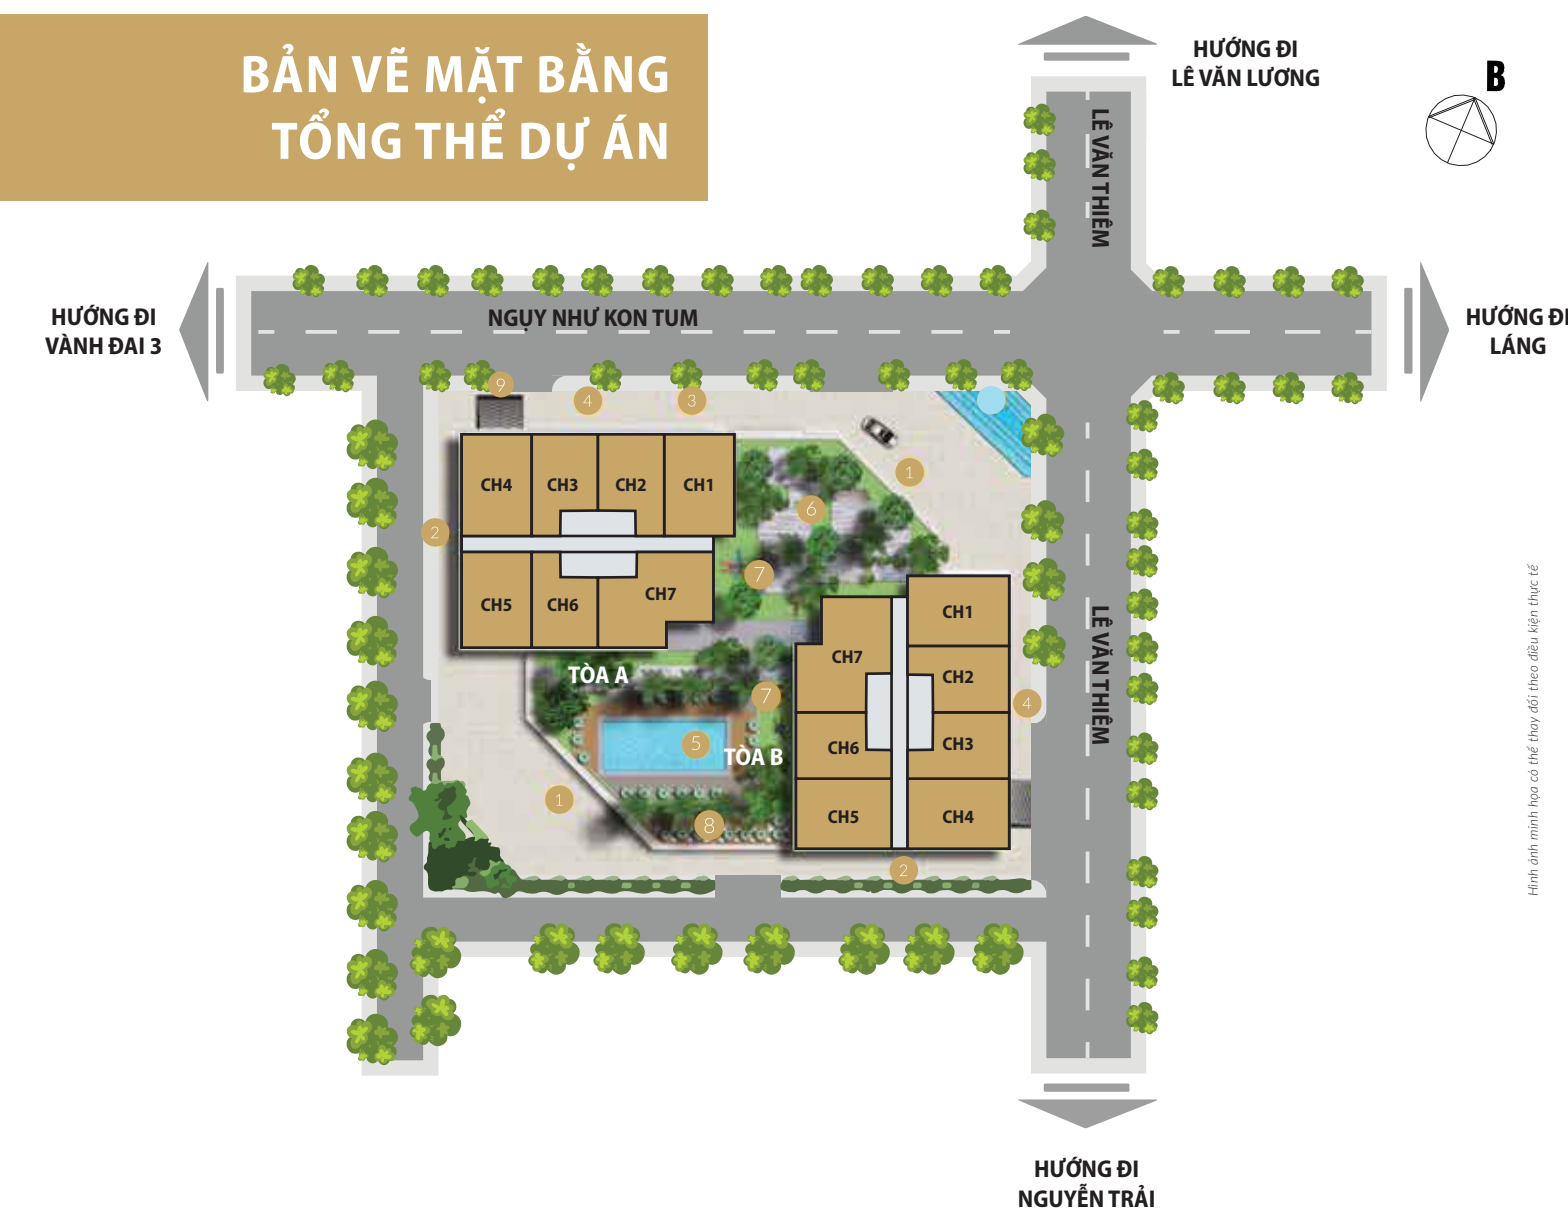 BẢN VẼ MẶT BẰNG
TỔNG THỂ DỰ ÁN
HƯỚNG ĐI
LÊ VĂN LƯƠNG
B
LÊ VĂN THIÊM
HƯỚNG ĐI
VÀNH ĐAI 3
NGỤY NHƯ KON TUM
HƯỚNG ĐI
LÁNG
9
4
3
1
2
6
7
CH4
CH3
CH2
CH1
CH5
CH6
CH7
TÒA A
7
5
TÒA B
1
8
CH1
CH7
CH2
4
CH6
CH3
CH5
CH4
2
LÊ VĂN THIÊM
Hình ảnh minh họa có thể thay đổi theo điều kiện thực tế
HƯỚNG ĐI
NGUYỄN TRẢI